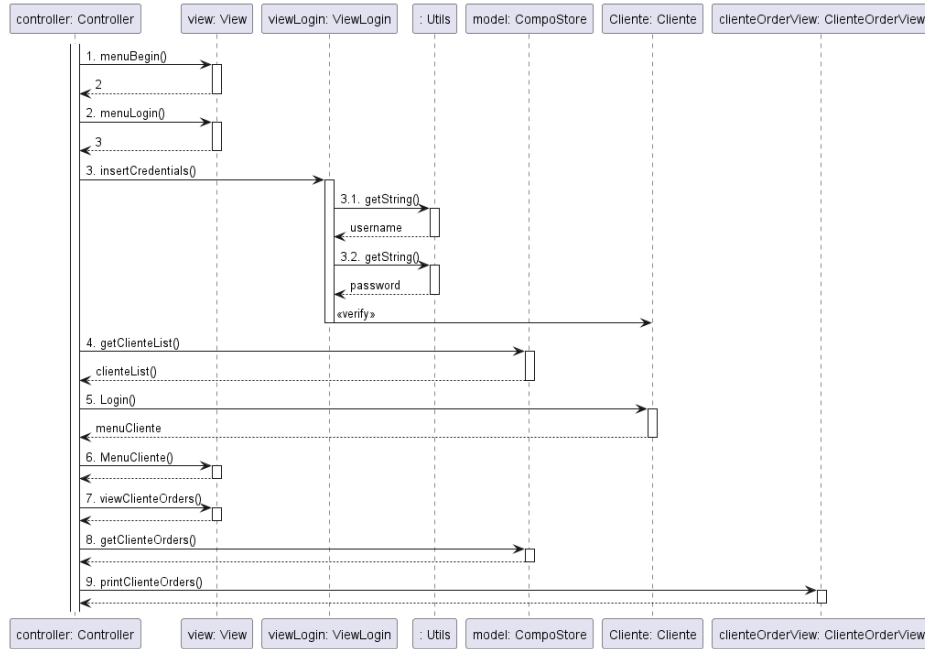 controller: Controller
view: View
viewLogin: ViewLogin
: Utils
model: CompoStore
Cliente: Cliente
clienteOrderView: ClienteOrderView
1. menuBegin()
2
2. menuLogin()
3
3. insertCredentials()
3.1. getString()
username
3.2. getString()
password
«verify»
4. getClienteList()
clienteList()
5. Login()
menuCliente
6. MenuCliente()
7. viewClienteOrders()
8. getClienteOrders()
9. printClienteOrders()
controller: Controller
view: View
viewLogin: ViewLogin
: Utils
model: CompoStore
Cliente: Cliente
clienteOrderView: ClienteOrderView